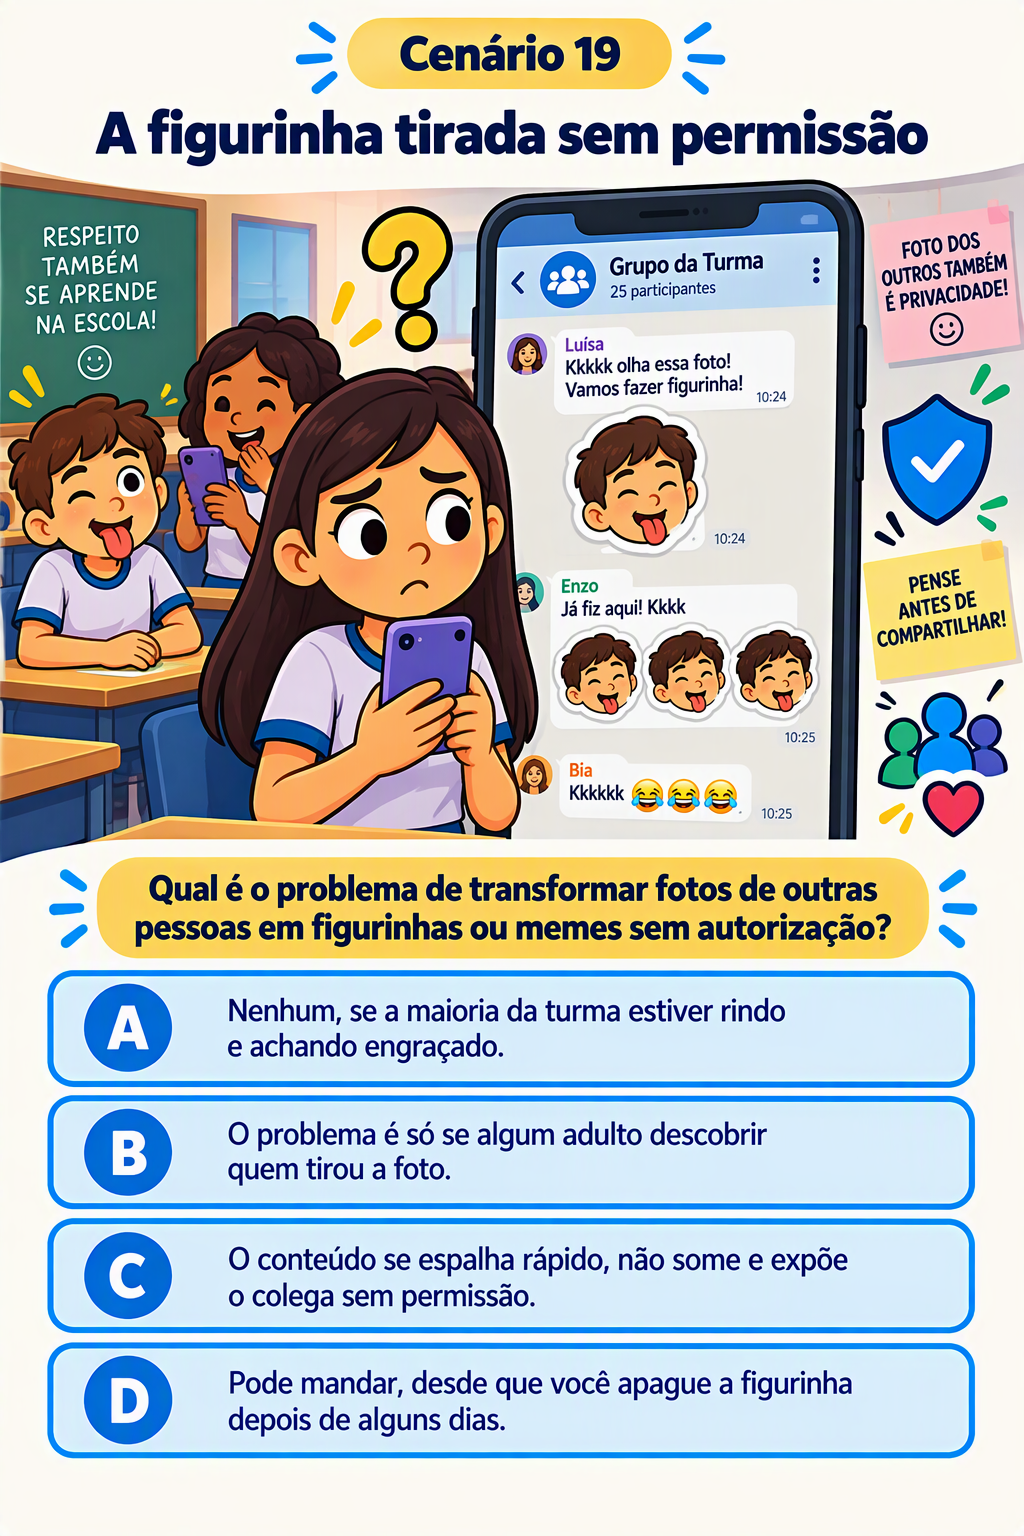 Cenário 19
A figurinha tirada sem permissão
RESPEITO
TAMBÉM
SE APRENDE
NA ESCOLA!
Grupo da Turma
25 participantes
Luísa
Kkkkk olha essa foto!
Vamos fazer figurinha!
10:24
10:24
Enzo
Já fiz aqui! Kkkk
10:25
Bia
Kkkkkk 😂😂😂
10:25
FOTO DOS
OUTROS TAMBÉM
É PRIVACIDADE!
PENSE
ANTES DE
COMPARTILHAR!
Qual é o problema de transformar fotos de outras
pessoas em figurinhas ou memes sem autorização?
A
Nenhum, se a maioria da turma estiver rindo
e achando engraçado.
B
O problema é só se algum adulto descobrir
quem tirou a foto.
C
O conteúdo se espalha rápido, não some e expõe
o colega sem permissão.
D
Pode mandar, desde que você apague a figurinha
depois de alguns dias.